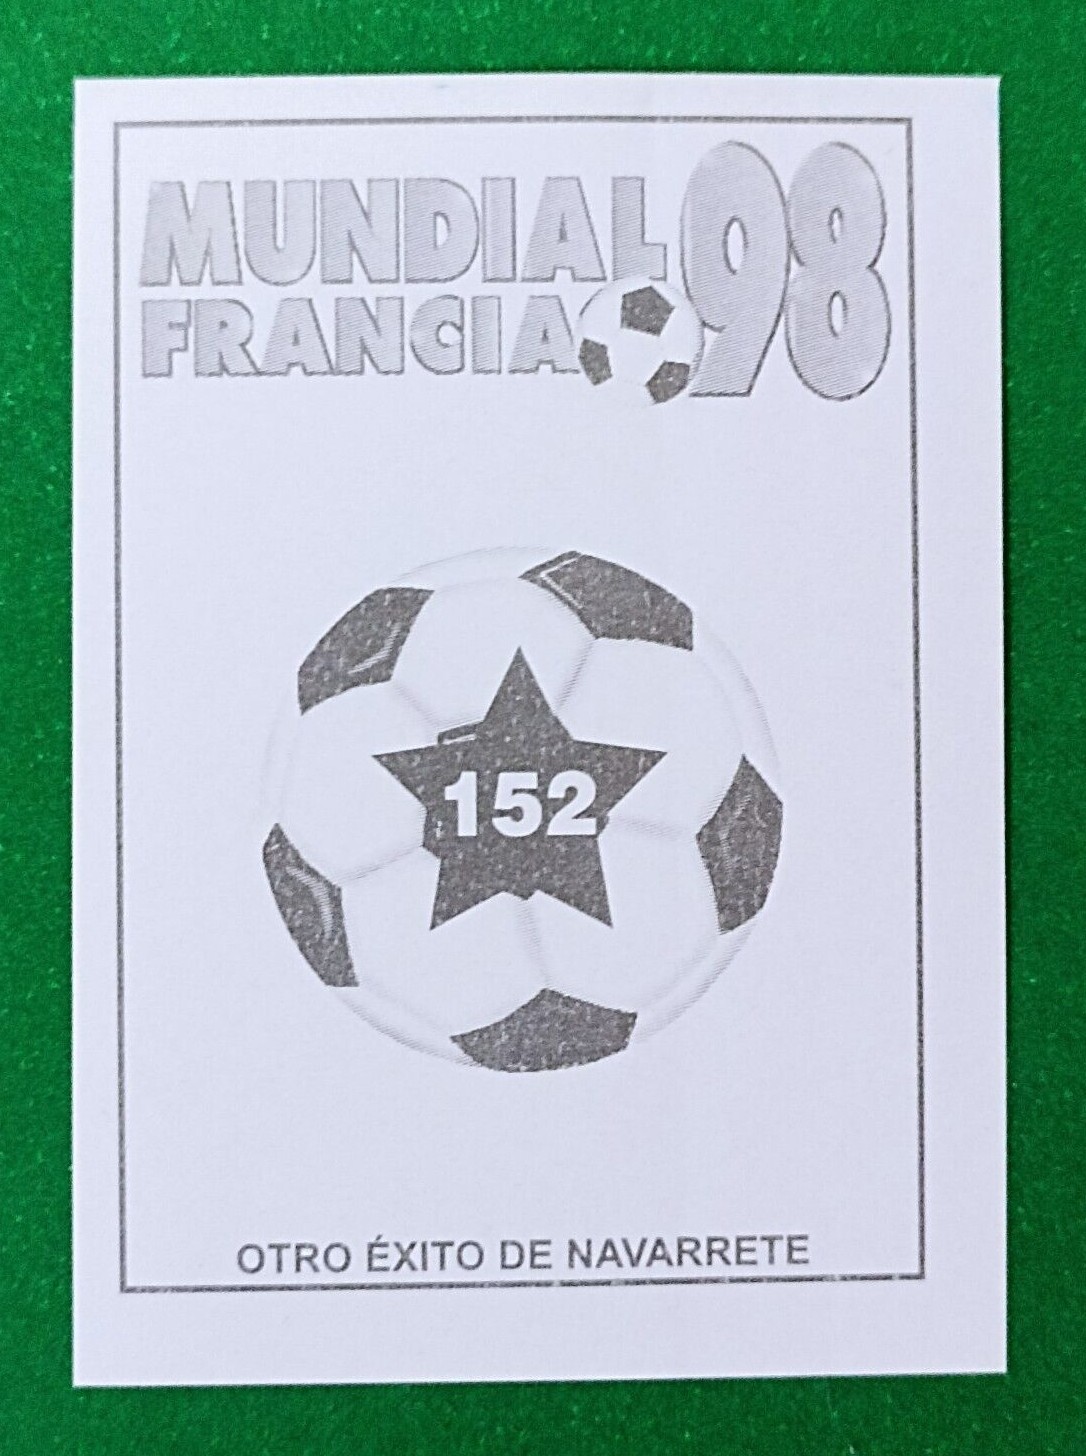 MUNDIAL 98
FRANCIA
152
OTRO ÉXITO DE NAVARRETE